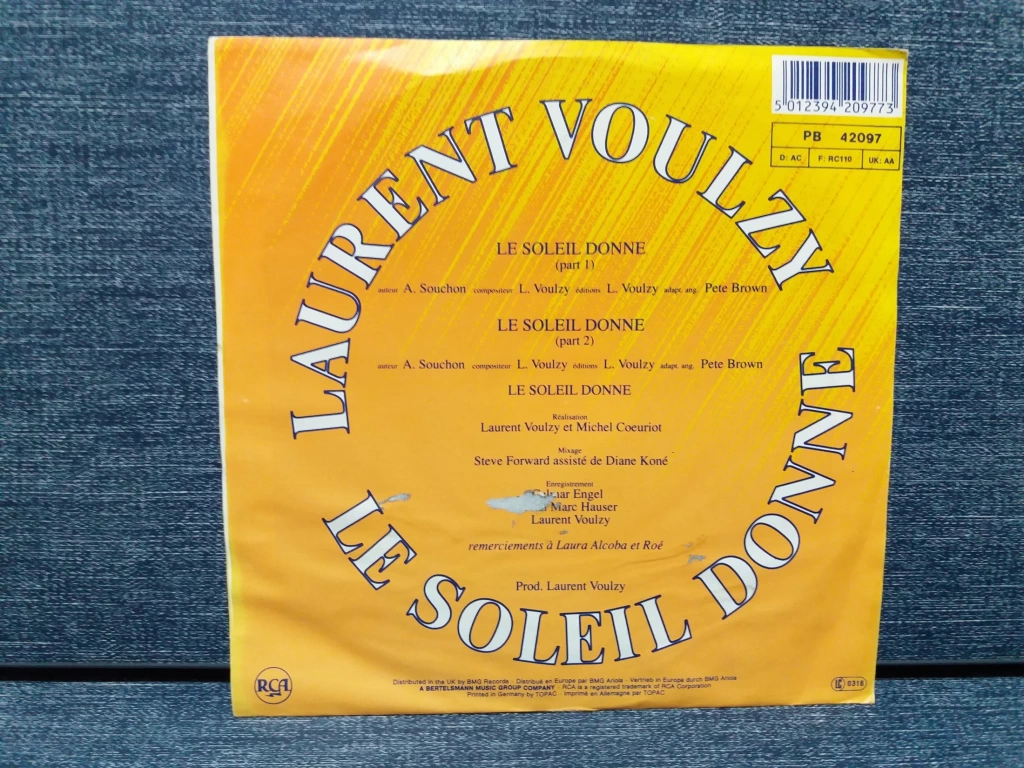 5 012394 209773
PB 42097
D: AC F: RC110 UK: AA
LAURENT VOULZY
LE SOLEIL DONNE
(part 1)
auteur A. Souchon compositeur L. Voulzy éditions L. Voulzy adapt. ang. Pete Brown
LE SOLEIL DONNE
(part 2)
auteur A. Souchon compositeur L. Voulzy éditions L. Voulzy adapt. ang. Pete Brown
LE SOLEIL DONNE
Réalisation
Laurent Voulzy et Michel Coeuriot
Mixage
Steve Forward assisté de Diane Koné
Enregistrement
Engel
Marc Hauser
Laurent Voulzy
remerciements à Laura Alcoba et Roé
Prod. Laurent Voulzy
LE SOLEIL DONNE
RCA
Distributed in the UK by BMG Records · Distribué en Europe par BMG Ariola · Vertrieb in Europe durch BMG Ariola
A BERTELSMANN MUSIC GROUP COMPANY · RCA is a registered trademark of RCA Corporation
Printed in Germany by TOPAC · Imprimé en Allemagne par TOPAC
LC 0316